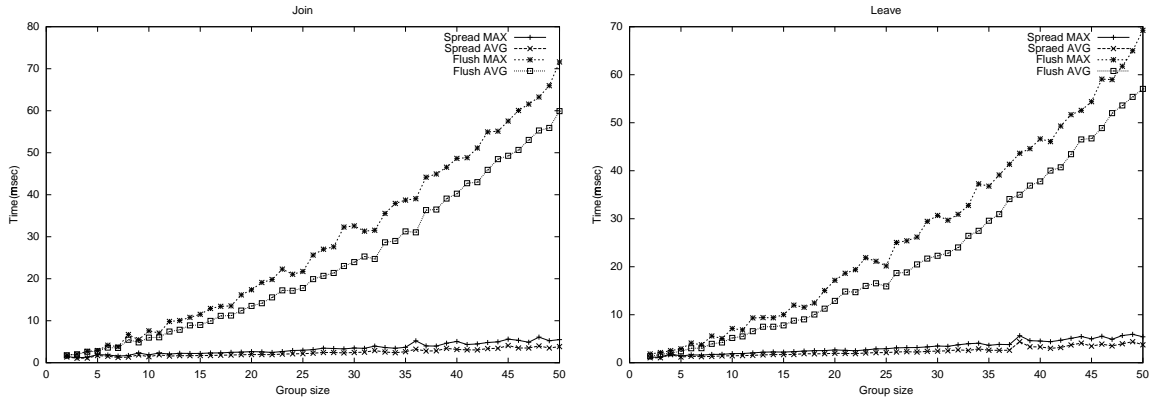 Join
80
70
60
50
40
30
20
10
0
0 5 10 15 20 25 30 35 40 45 50
Time(msec)
Group size
Spread MAX
Spread AVG
Flush MAX
Flush AVG
Leave
70
60
50
40
30
20
10
0
0 5 10 15 20 25 30 35 40 45 50
Time(msec)
Group size
Spread MAX
Spraed AVG
Flush MAX
Flush AVG